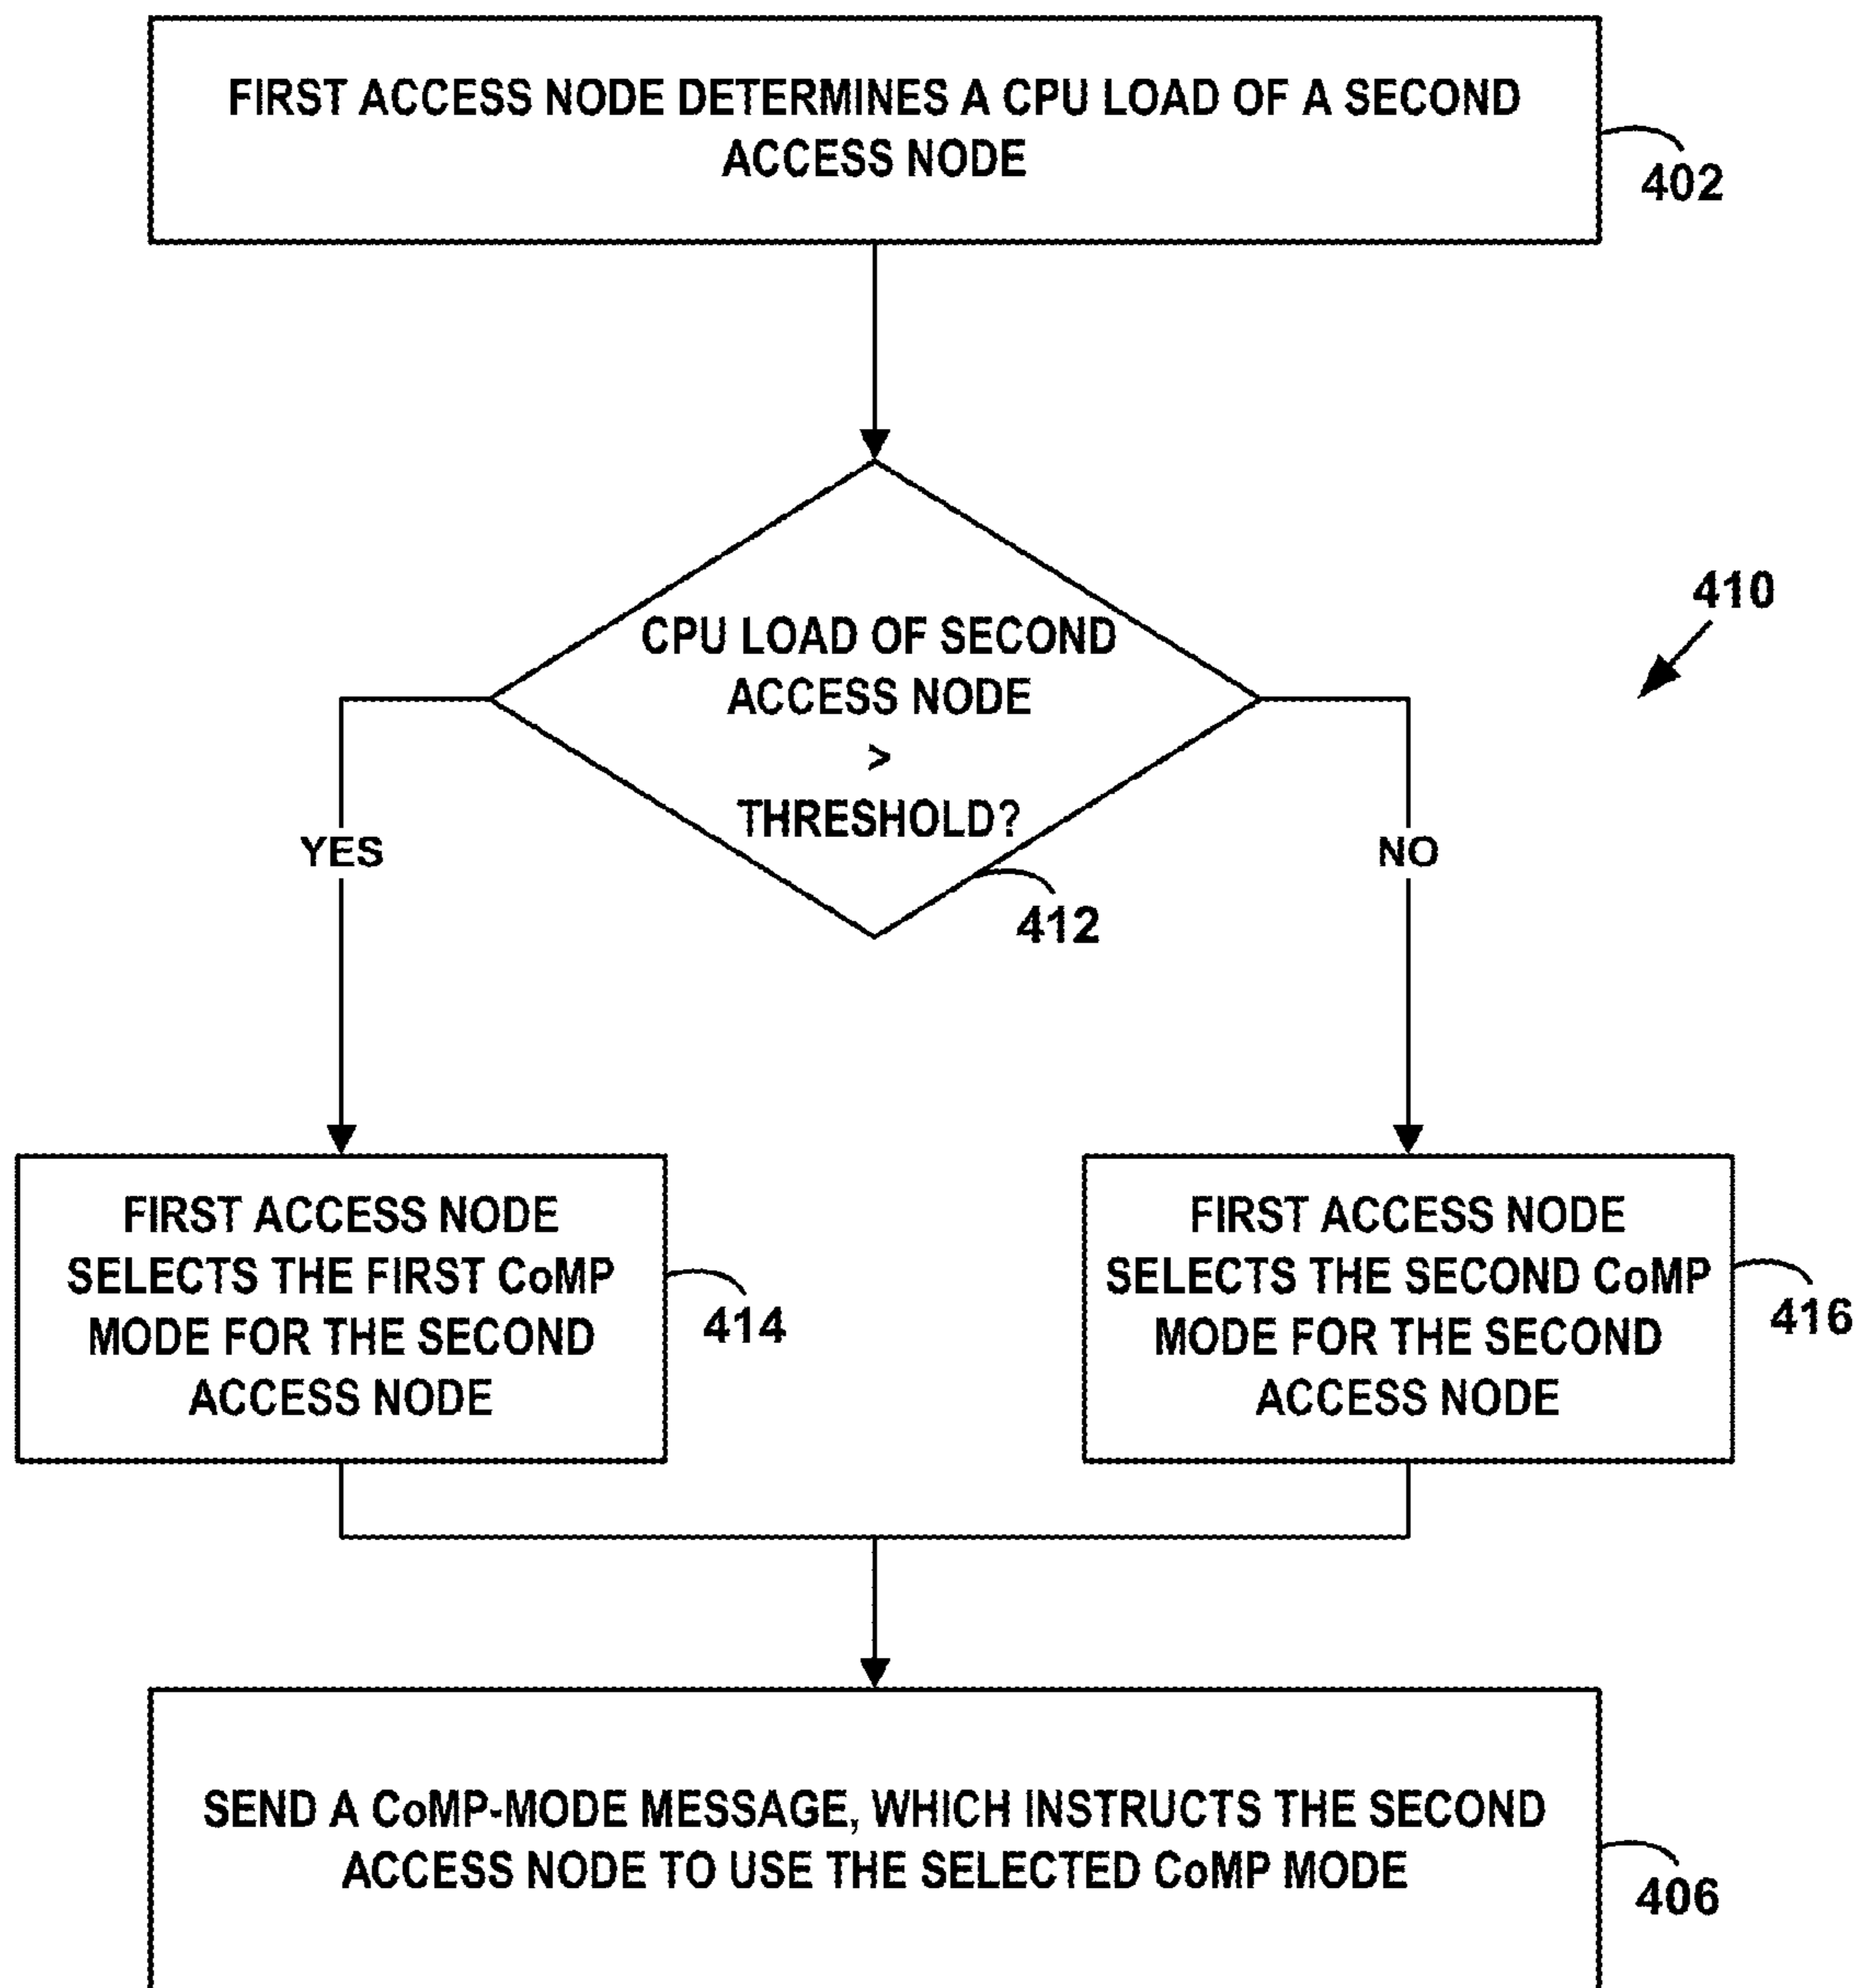 FIRST ACCESS NODE DETERMINES A CPU LOAD OF A SECOND
ACCESS NODE
402
410
CPU LOAD OF SECOND
ACCESS NODE
>
THRESHOLD?
YES
NO
412
FIRST ACCESS NODE
SELECTS THE FIRST CoMP
MODE FOR THE SECOND
ACCESS NODE
414
FIRST ACCESS NODE
SELECTS THE SECOND CoMP
MODE FOR THE SECOND
ACCESS NODE
416
SEND A CoMP-MODE MESSAGE, WHICH INSTRUCTS THE SECOND
ACCESS NODE TO USE THE SELECTED CoMP MODE
406